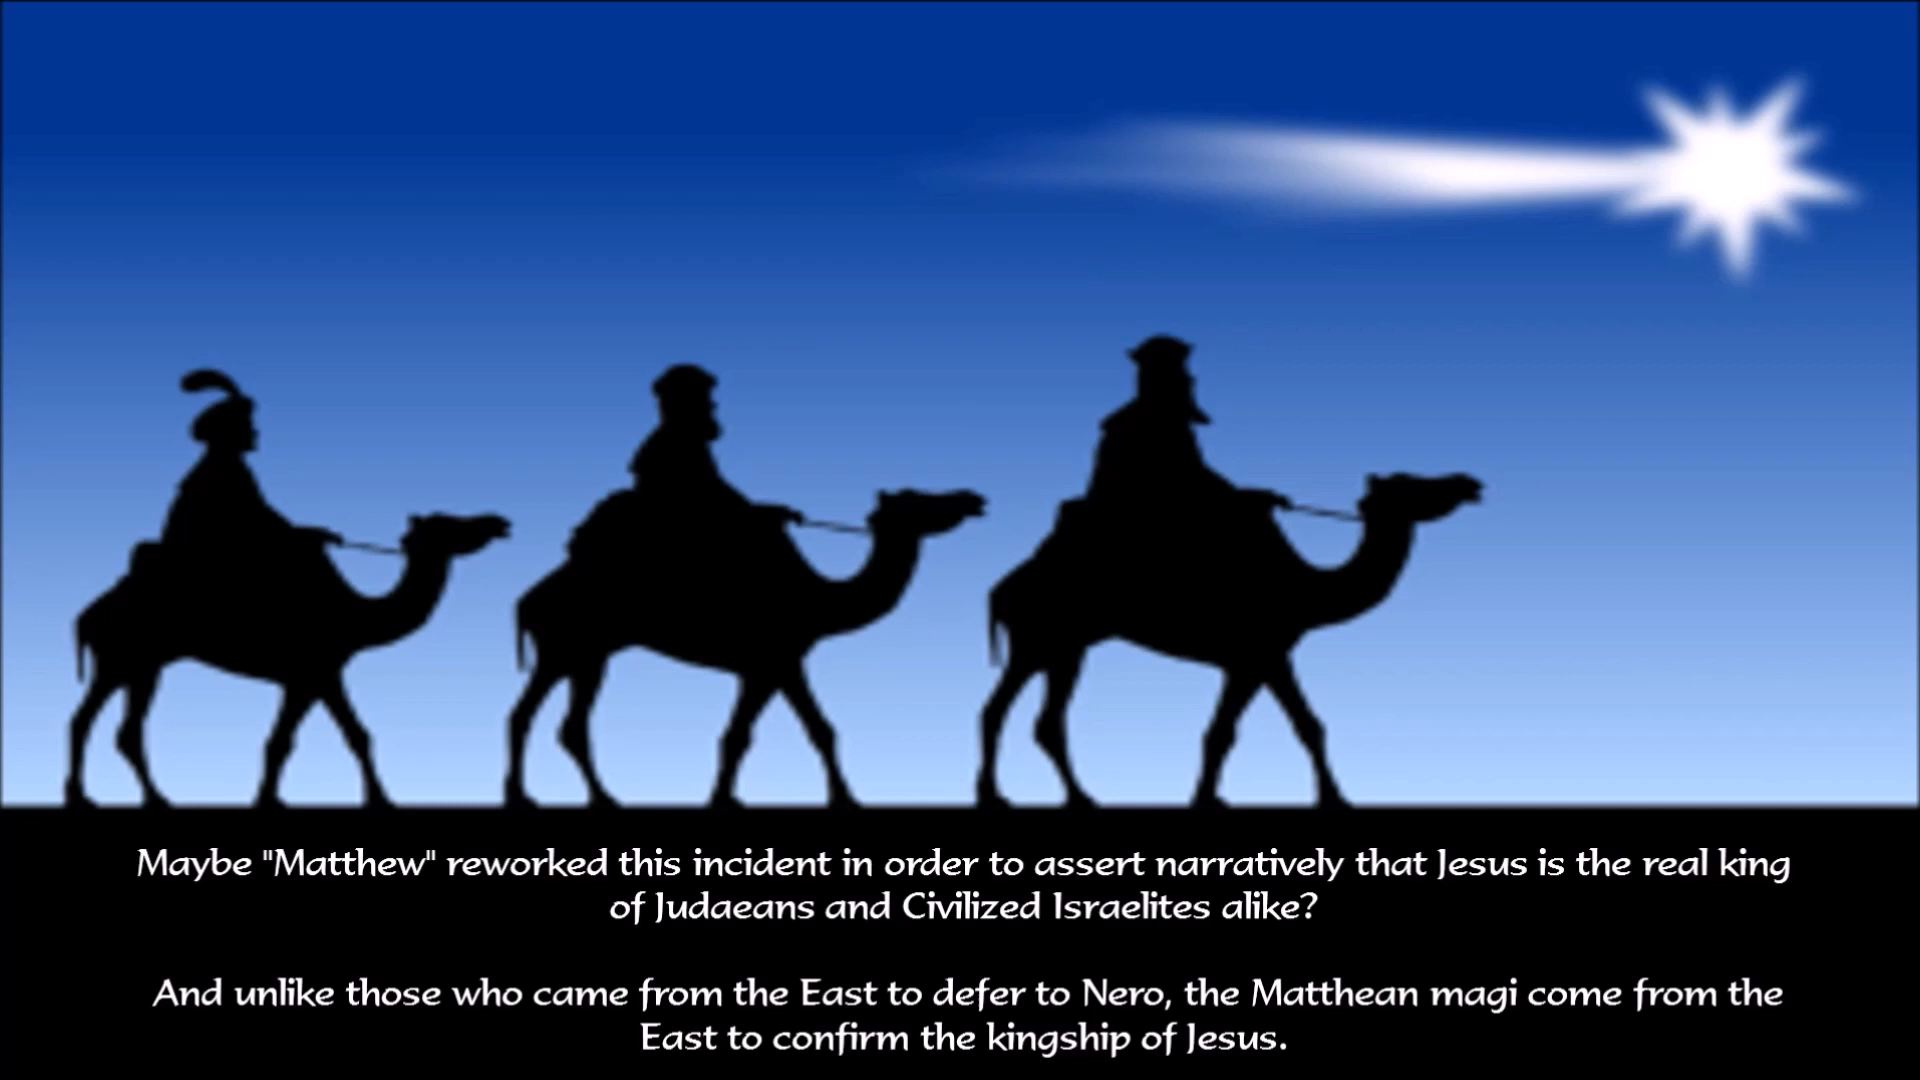 Maybe "Matthew" reworked this incident in order to assert narratively that Jesus is the real king
of Judaeans and Civilized Israelites alike?
And unlike those who came from the East to defer to Nero, the Matthean magi come from the
East to confirm the kingship of Jesus.